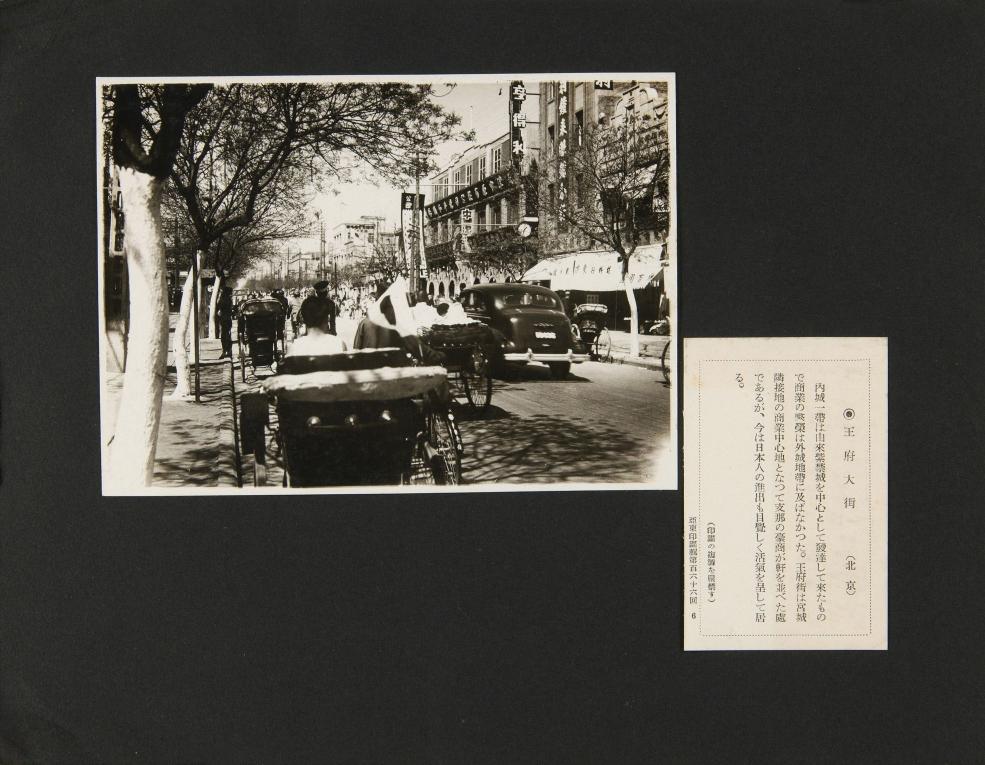 亨得利
◉王府大街　（北京）
内城一帶は由來紫禁城を中心として發達して來たもの
で商業の繁榮は外城地帶に及ばなかつた。王府街は宮城
隣接地の商業中心地となつて支那の豪商が軒を並べた處
であるが、今は日本人の進出も目覺しく活氣を呈して居
る。
（印畫の複製を嚴禁す）
亞東印畫輯第百六十六回　6